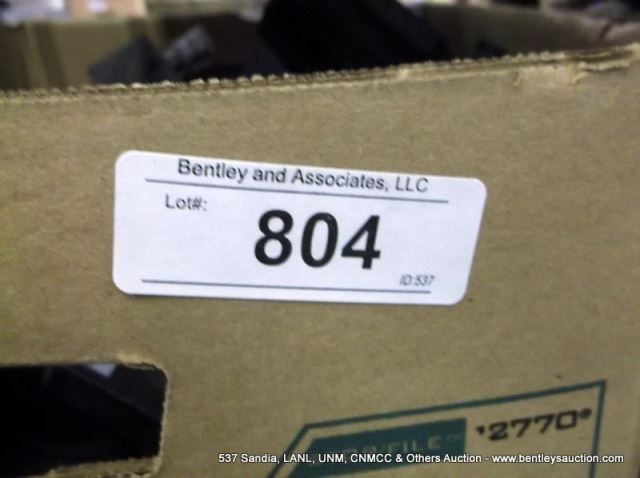 Bentley and Associates, LLC
Lot#:
804
ID:537
'2770®
537 Sandia, LANL, UNM, CNMCC & Others Auction - www.bentleysauction.com